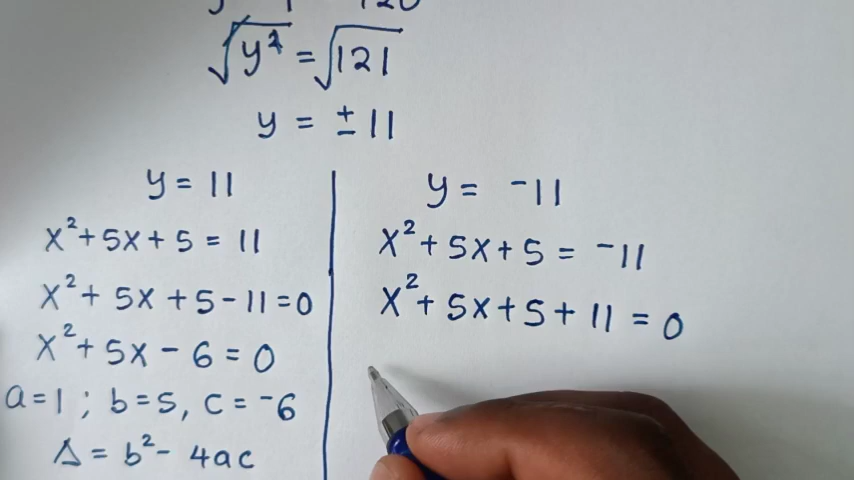 √y² = √121
y = ±11
y = 11
x² + 5x + 5 = 11
x² + 5x + 5 - 11 = 0
x² + 5x - 6 = 0
a = 1 ; b = 5, c = -6
Δ = b² - 4ac
y = -11
x² + 5x + 5 = -11
x² + 5x + 5 + 11 = 0